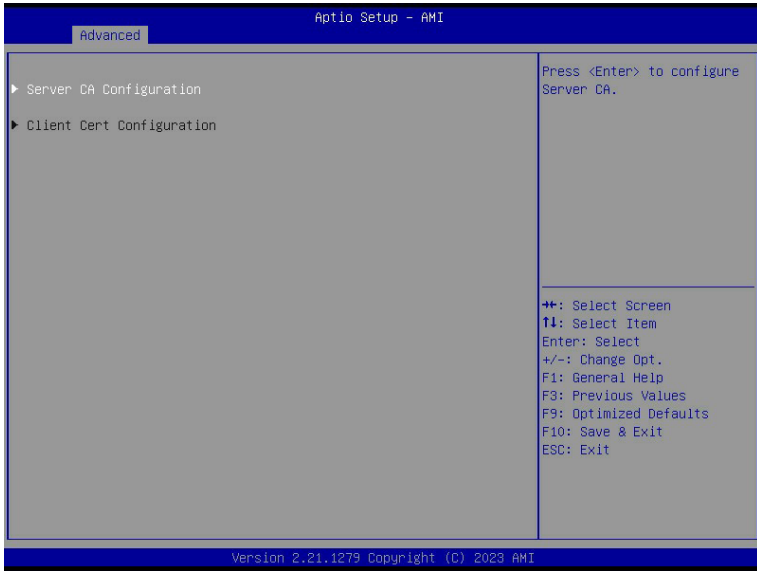 Aptio Setup – AMI
Advanced
▶ Server CA Configuration
▶ Client Cert Configuration
Press <Enter> to configure
Server CA.
→←: Select Screen
↑↓: Select Item
Enter: Select
+/-: Change Opt.
F1: General Help
F3: Previous Values
F9: Optimized Defaults
F10: Save & Exit
ESC: Exit
Version 2.21.1279 Copyright (C) 2023 AMI